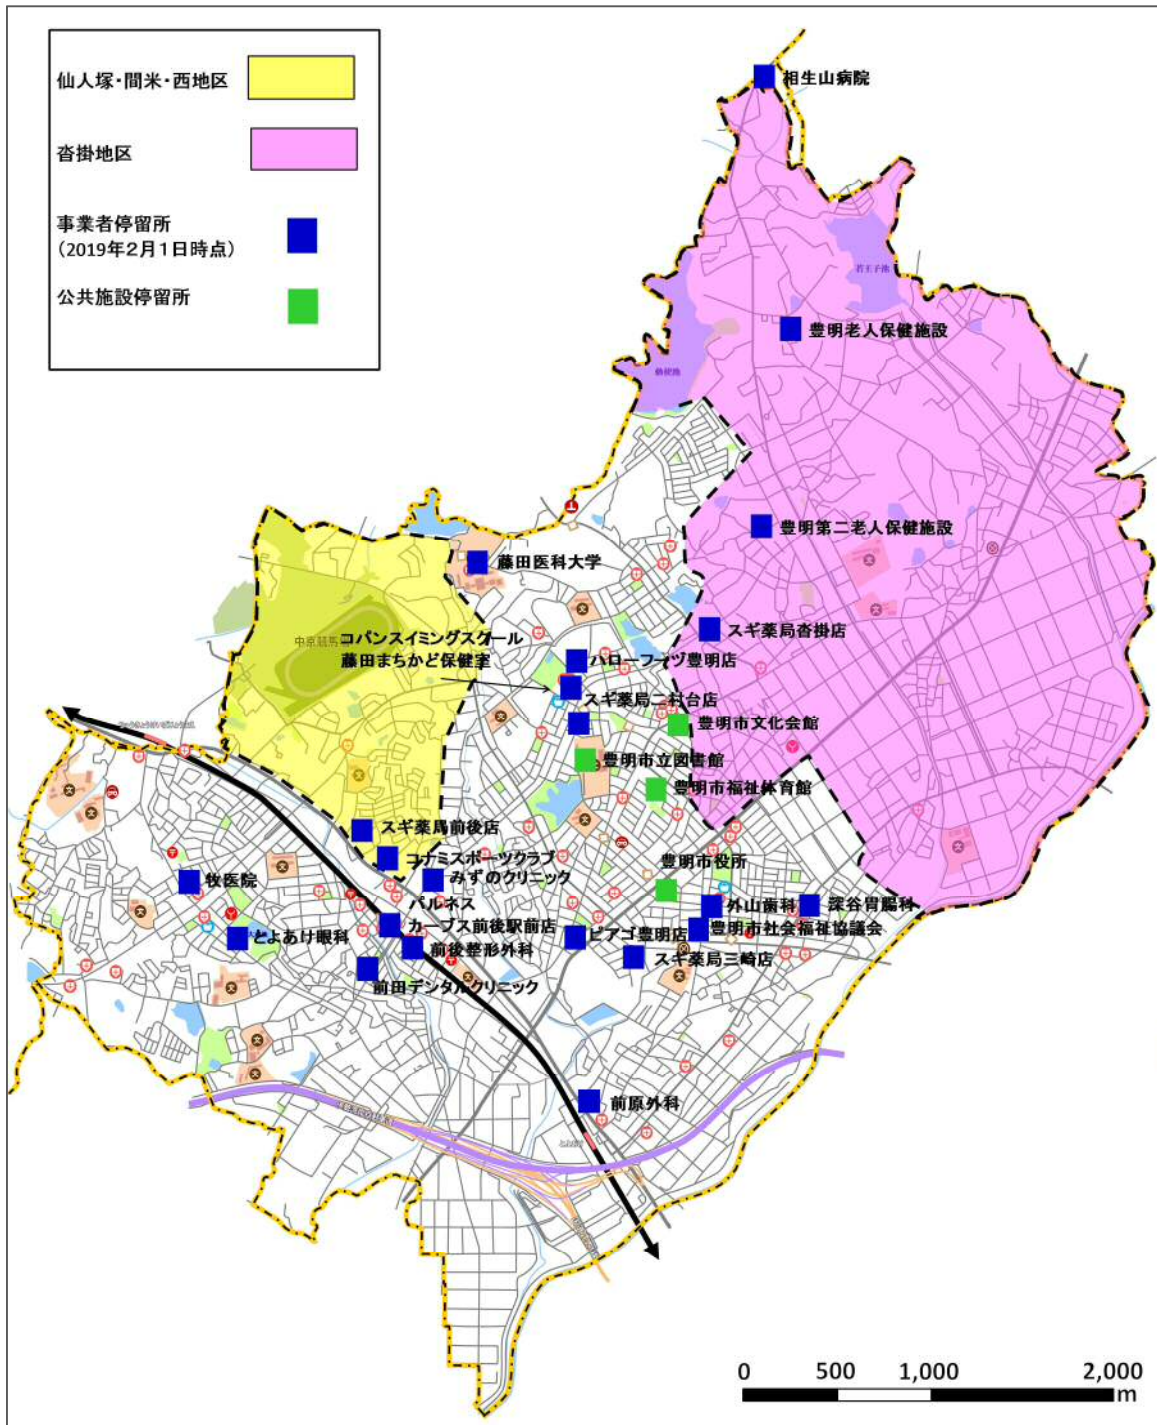 仙人塚・間米・西地区
沓掛地区
事業者停留所
(2019年2月1日時点)
公共施設停留所
相生山病院
若王子池
豊明老人保健施設
勅使池
豊明第二老人保健施設
藤田医科大学
スギ薬局沓掛店
コパンスイミングスクール
藤田まちかど保健室
中京競馬
ハローフーヅ豊明店
スギ薬局二村台店
豊明市文化会館
豊明市立図書館
豊明市福祉体育館
スギ薬局前後店
コナミスポーツクラブ
みずのクリニック
豊明市役所
牧医院
パルネス
カーブス前後駅前店
外山歯科
深谷胃腸科
とよあけ眼科
前後整形外科
ピアゴ豊明店
豊明市社会福祉協議会
スギ薬局三崎店
前田デンタルクリニック
前原外科
0 500 1,000 2,000
m